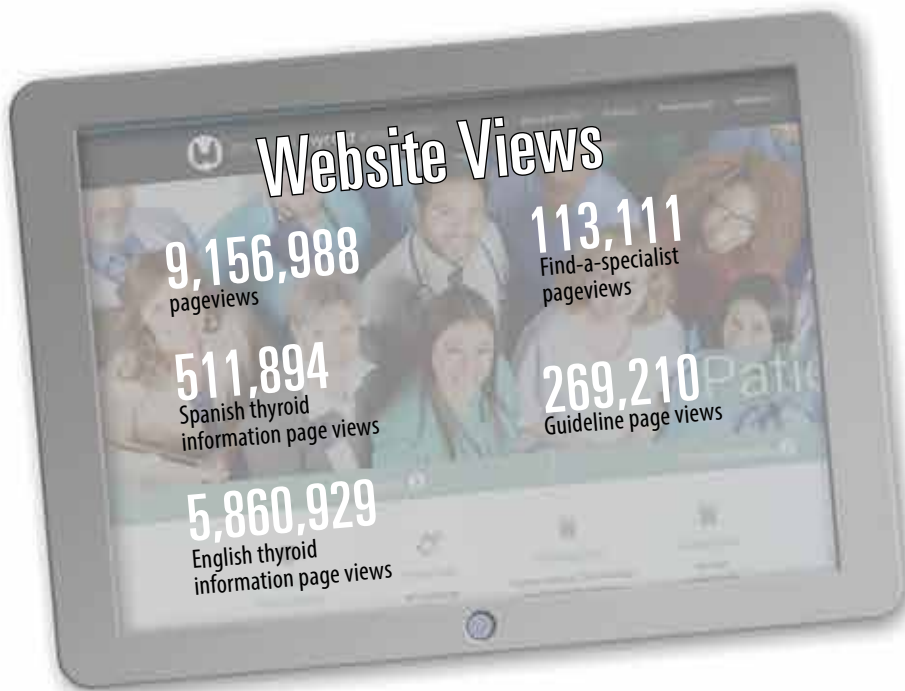 Website Views
9,156,988
pageviews
511,894
Spanish thyroid
information page views
5,860,929
English thyroid
information page views
113,111
Find-a-specialist
pageviews
269,210
Guideline page views
Patie